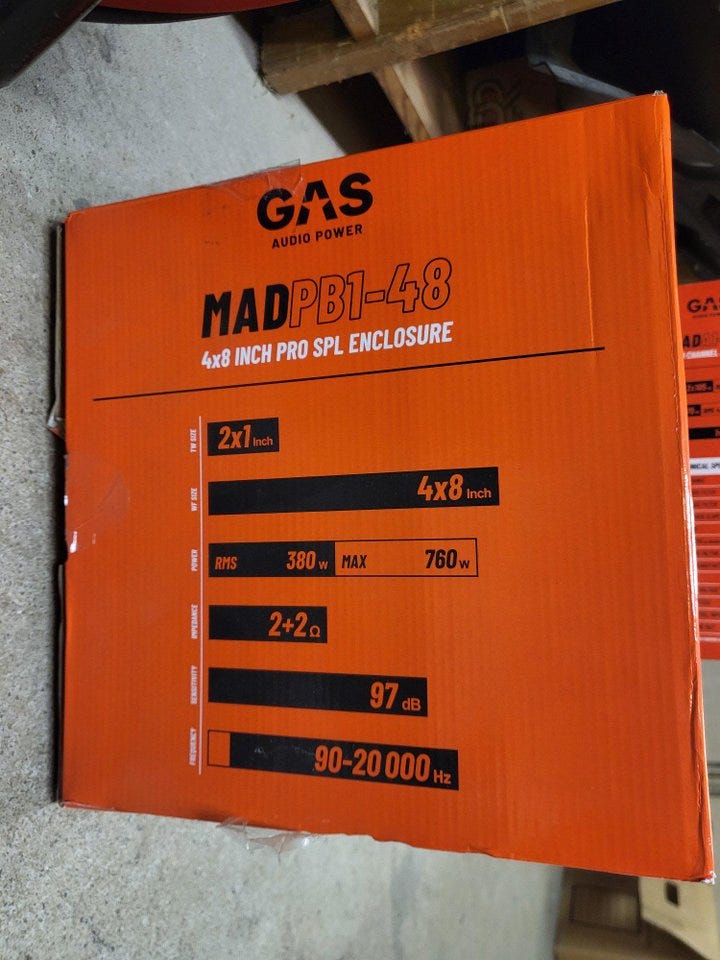 GAS
AUDIO POWER
MADPB1-48
4x8 INCH PRO SPL ENCLOSURE
TW SIZE
2x1 Inch
WF SIZE
4x8 Inch
POWER
RMS 380 W MAX 760 W
IMPEDANCE
2+2 Ω
SENSITIVITY
97 dB
FREQUENCY
90-20 000 Hz
GAS